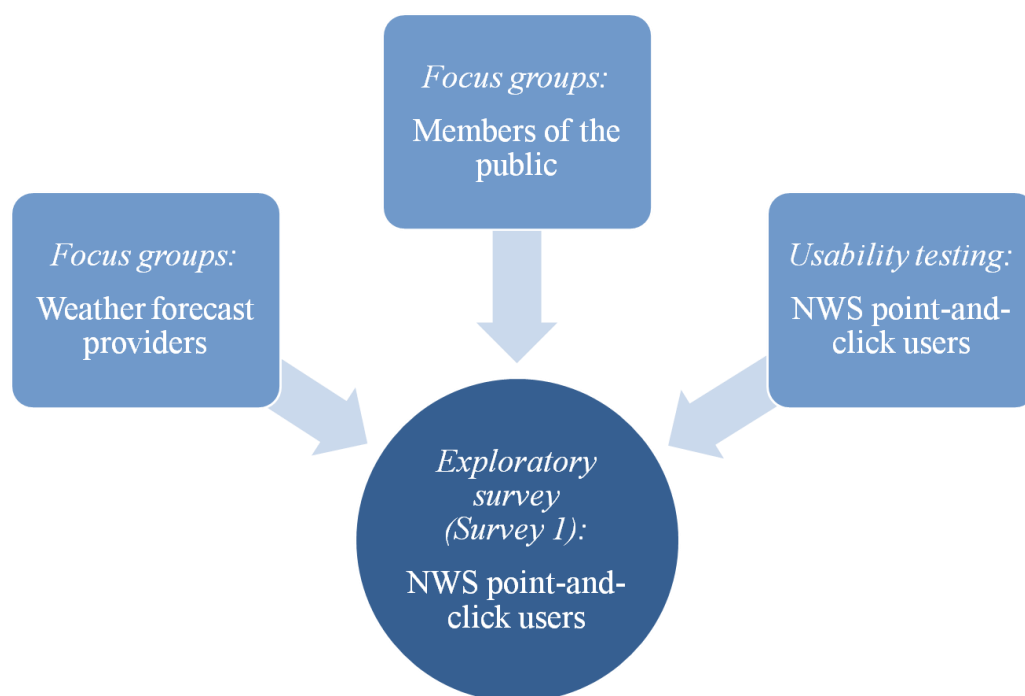 Focus groups:
Members of the
public
Focus groups:
Weather forecast
providers
Usability testing:
NWS point-and-
click users
Exploratory
survey
(Survey 1):
NWS point-and-
click users